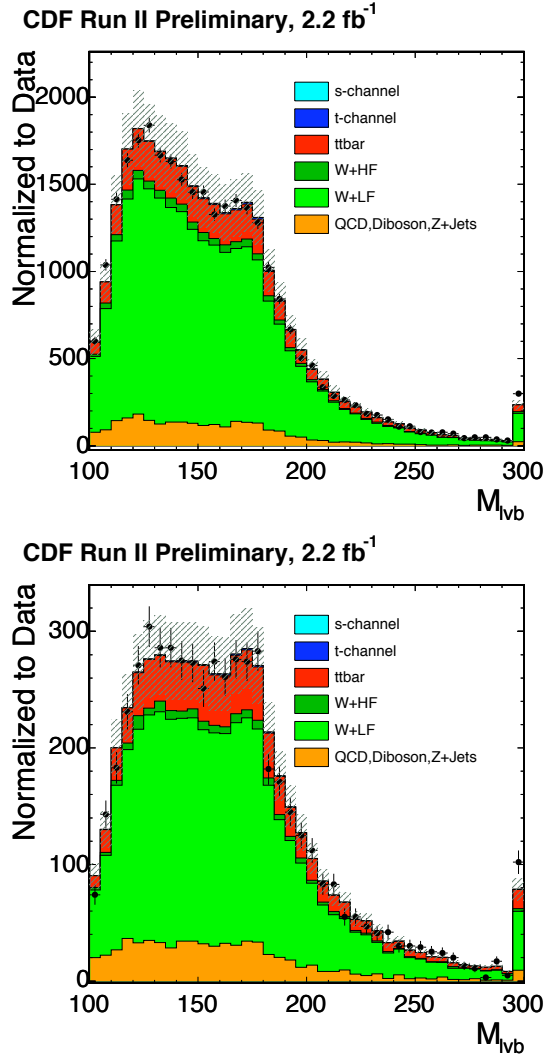 CDF Run II Preliminary, 2.2 fb⁻¹
Normalized to Data
2000
1500
1000
500
0
s-channel
t-channel
ttbar
W+HF
W+LF
QCD,Diboson,Z+Jets
100 150 200 250 300
M_lvb
CDF Run II Preliminary, 2.2 fb⁻¹
Normalized to Data
300
200
100
0
s-channel
t-channel
ttbar
W+HF
W+LF
QCD,Diboson,Z+Jets
100 150 200 250 300
M_lvb